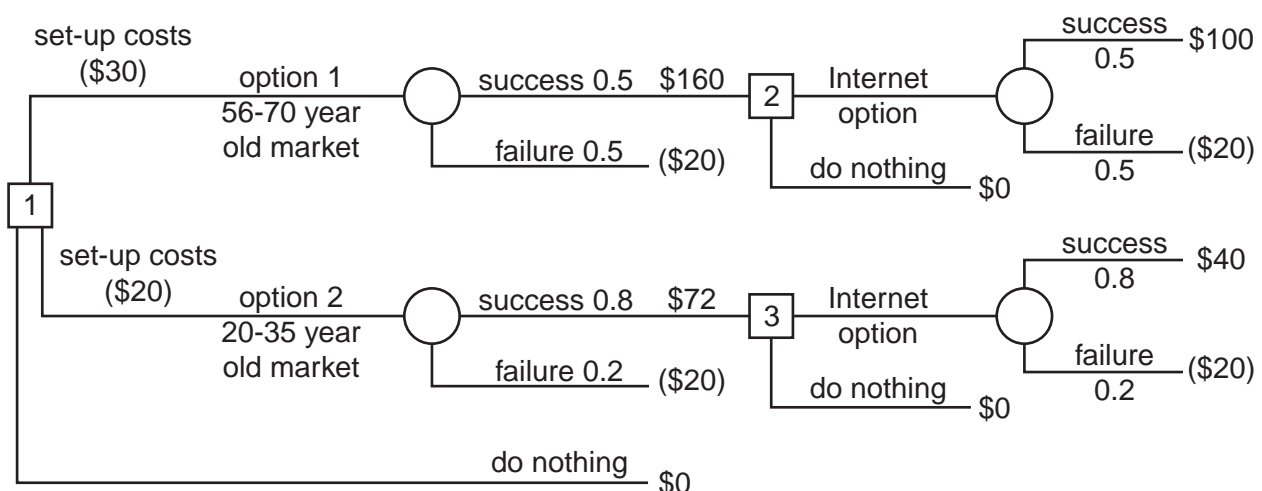 set-up costs
($30)
option 1
56-70 year
old market
success 0.5 $160
failure 0.5 ($20)
2
Internet
option
success
0.5
$100
failure
0.5
($20)
do nothing $0
1
set-up costs
($20)
option 2
20-35 year
old market
success 0.8 $72
failure 0.2 ($20)
3
Internet
option
success
0.8
$40
failure
0.2
($20)
do nothing $0
do nothing $0